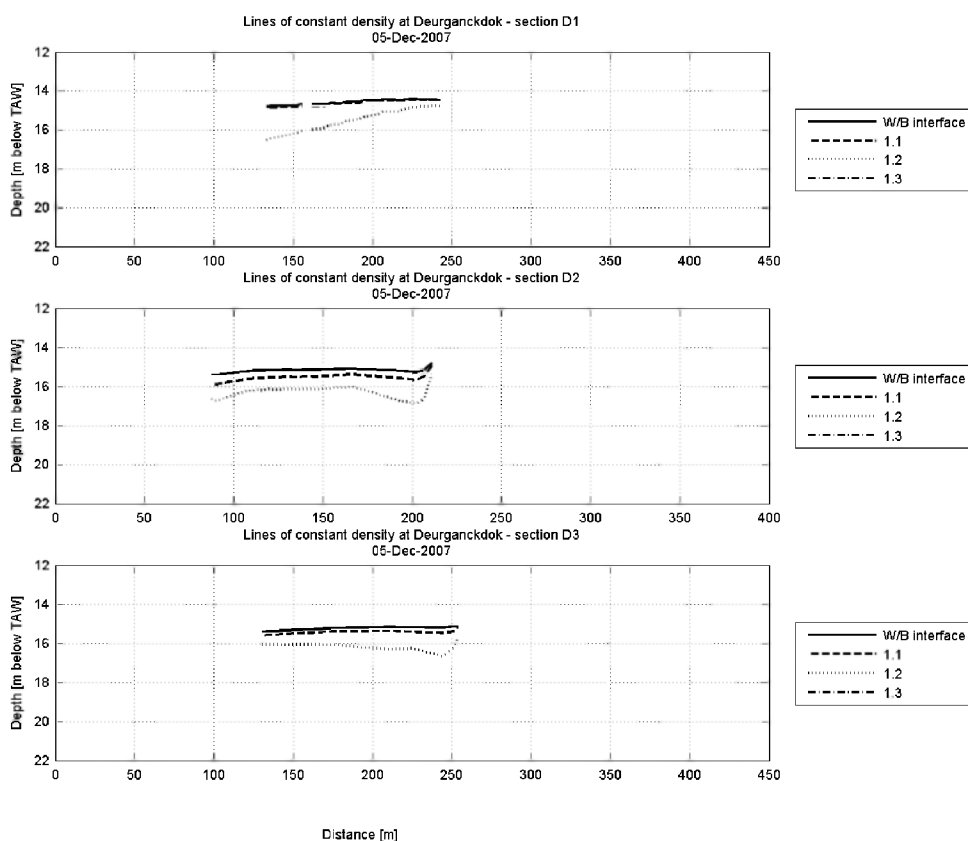 Lines of constant density at Deurganckdok - section D1
05-Dec-2007
Depth [m below TAW]
12
14
16
18
20
22
0 50 100 150 200 250 300 350 400 450
W/B interface
1.1
1.2
1.3
Lines of constant density at Deurganckdok - section D2
05-Dec-2007
Depth [m below TAW]
12
14
16
18
20
22
0 50 100 150 200 250 300 350 400
W/B interface
1.1
1.2
1.3
Lines of constant density at Deurganckdok - section D3
05-Dec-2007
Depth [m below TAW]
12
14
16
18
20
22
0 50 100 150 200 250 300 350 400 450
W/B interface
1.1
1.2
1.3
Distance [m]